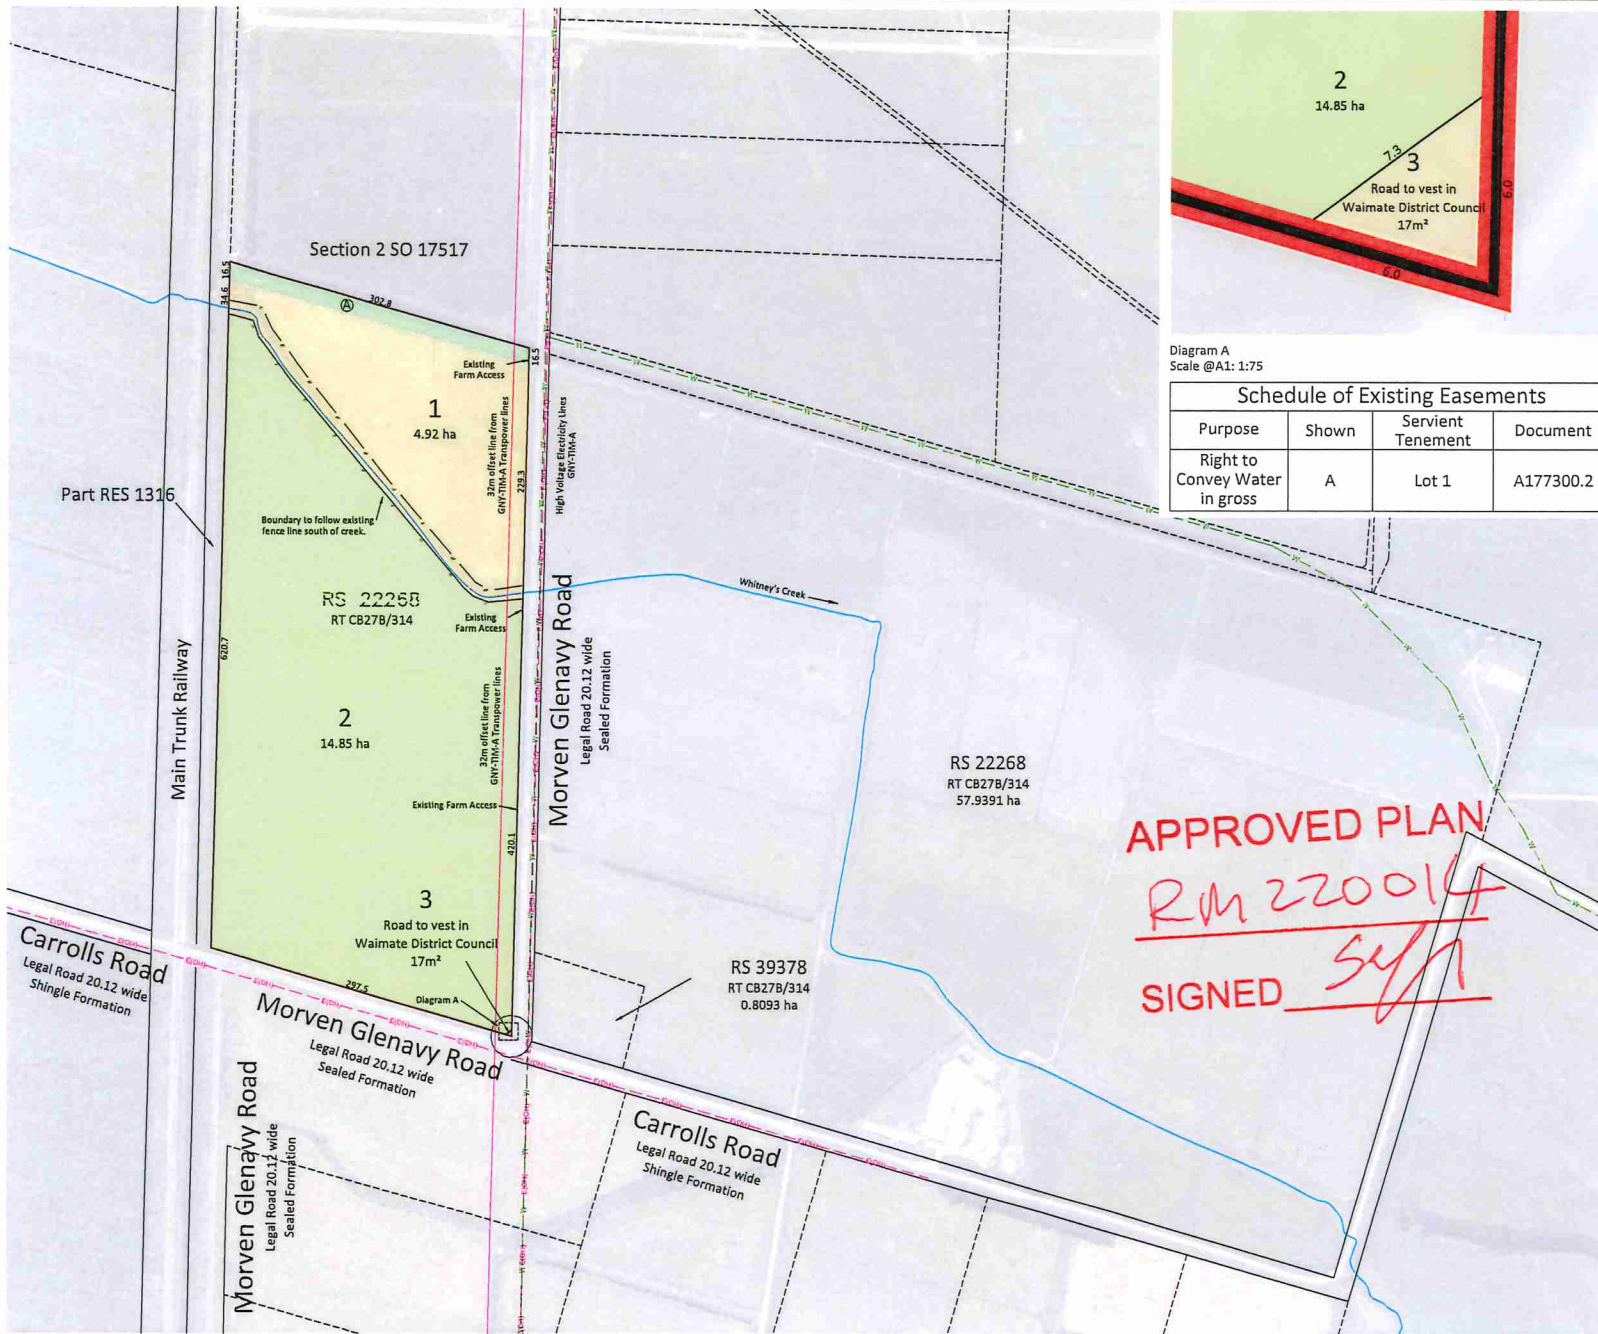 Section 2 SO 17517
16.5
34.6
302.8
A
Existing
Farm Access
16.5
1
4.92 ha
32m offset line from
GNY-TIM-A Transpower lines
229.3
High Voltage Electricity Lines
GNY-TIM-A
Part RES 1316
Boundary to follow existing
fence line south of creek.
RS 22268
RT CB27B/314
Existing
Farm Access
Whitney's Creek
620.7
Main Trunk Railway
2
14.85 ha
32m offset line from
GNY-TIM-A Transpower lines
Morven Glenavy Road
Legal Road 20.12 wide
Sealed Formation
Existing Farm Access
420.1
RS 22268
RT CB27B/314
57.9391 ha
3
Road to vest in
Waimate District Council
17m²
Diagram A
297.5
RS 39378
RT CB27B/314
0.8093 ha
Carrolls Road
Legal Road 20.12 wide
Shingle Formation
Morven Glenavy Road
Legal Road 20.12 wide
Sealed Formation
Morven Glenavy Road
Legal Road 20.12 wide
Sealed Formation
Carrolls Road
Legal Road 20.12 wide
Shingle Formation
2
14.85 ha
7.3
3
Road to vest in
Waimate District Council
17m²
6.0
6.0
Diagram A
Scale @A1: 1:75
Schedule of Existing Easements
Purpose Shown Servient Tenement Document
Right to Convey Water in gross A Lot 1 A177300.2
APPROVED PLAN
RM 220014
SIGNED